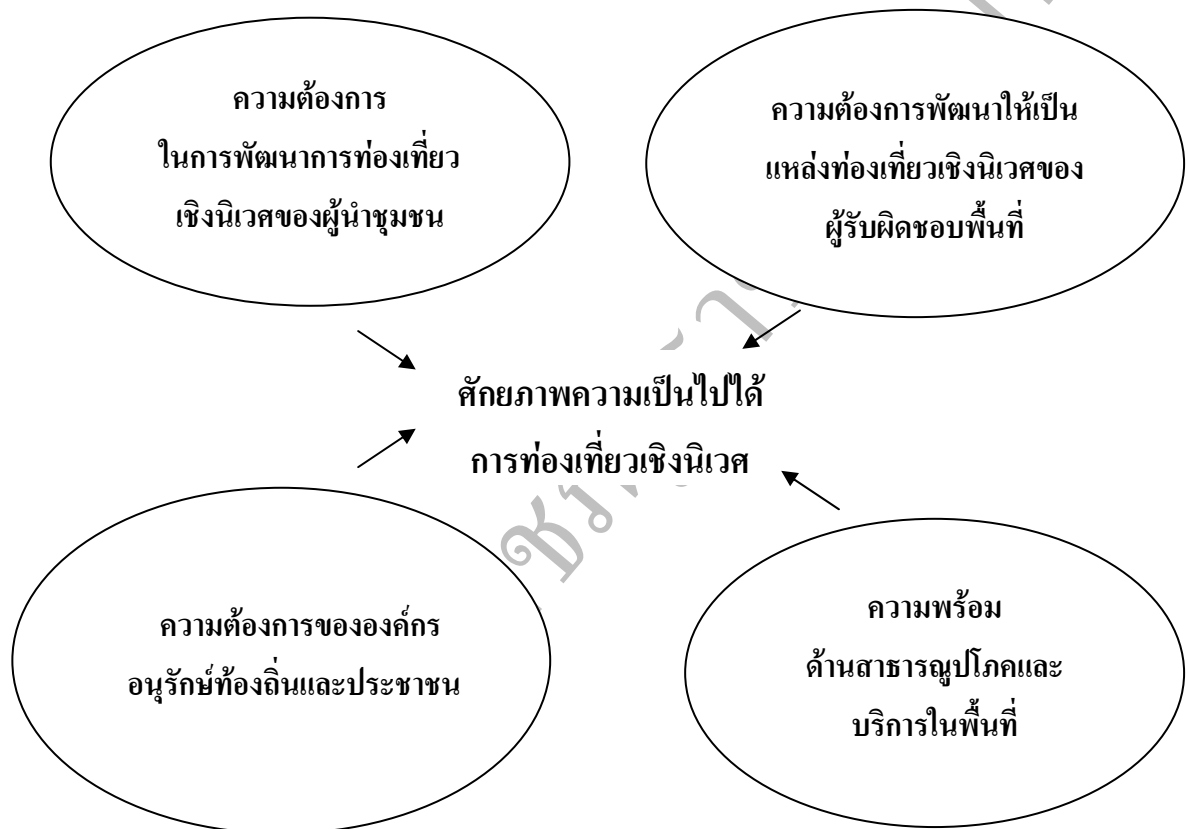 ความต้องการ
ในการพัฒนาการท่องเที่ยว
เชิงนิเวศของผู้นำชุมชน
ความต้องการพัฒนาให้เป็น
แหล่งท่องเที่ยวเชิงนิเวศของ
ผู้รับผิดชอบพื้นที่
ศักยภาพความเป็นไปได้
การท่องเที่ยวเชิงนิเวศ
ความต้องการขององค์กร
อนุรักษ์ท้องถิ่นและประชาชน
ความพร้อม
ด้านสาธารณูปโภคและ
บริการในพื้นที่